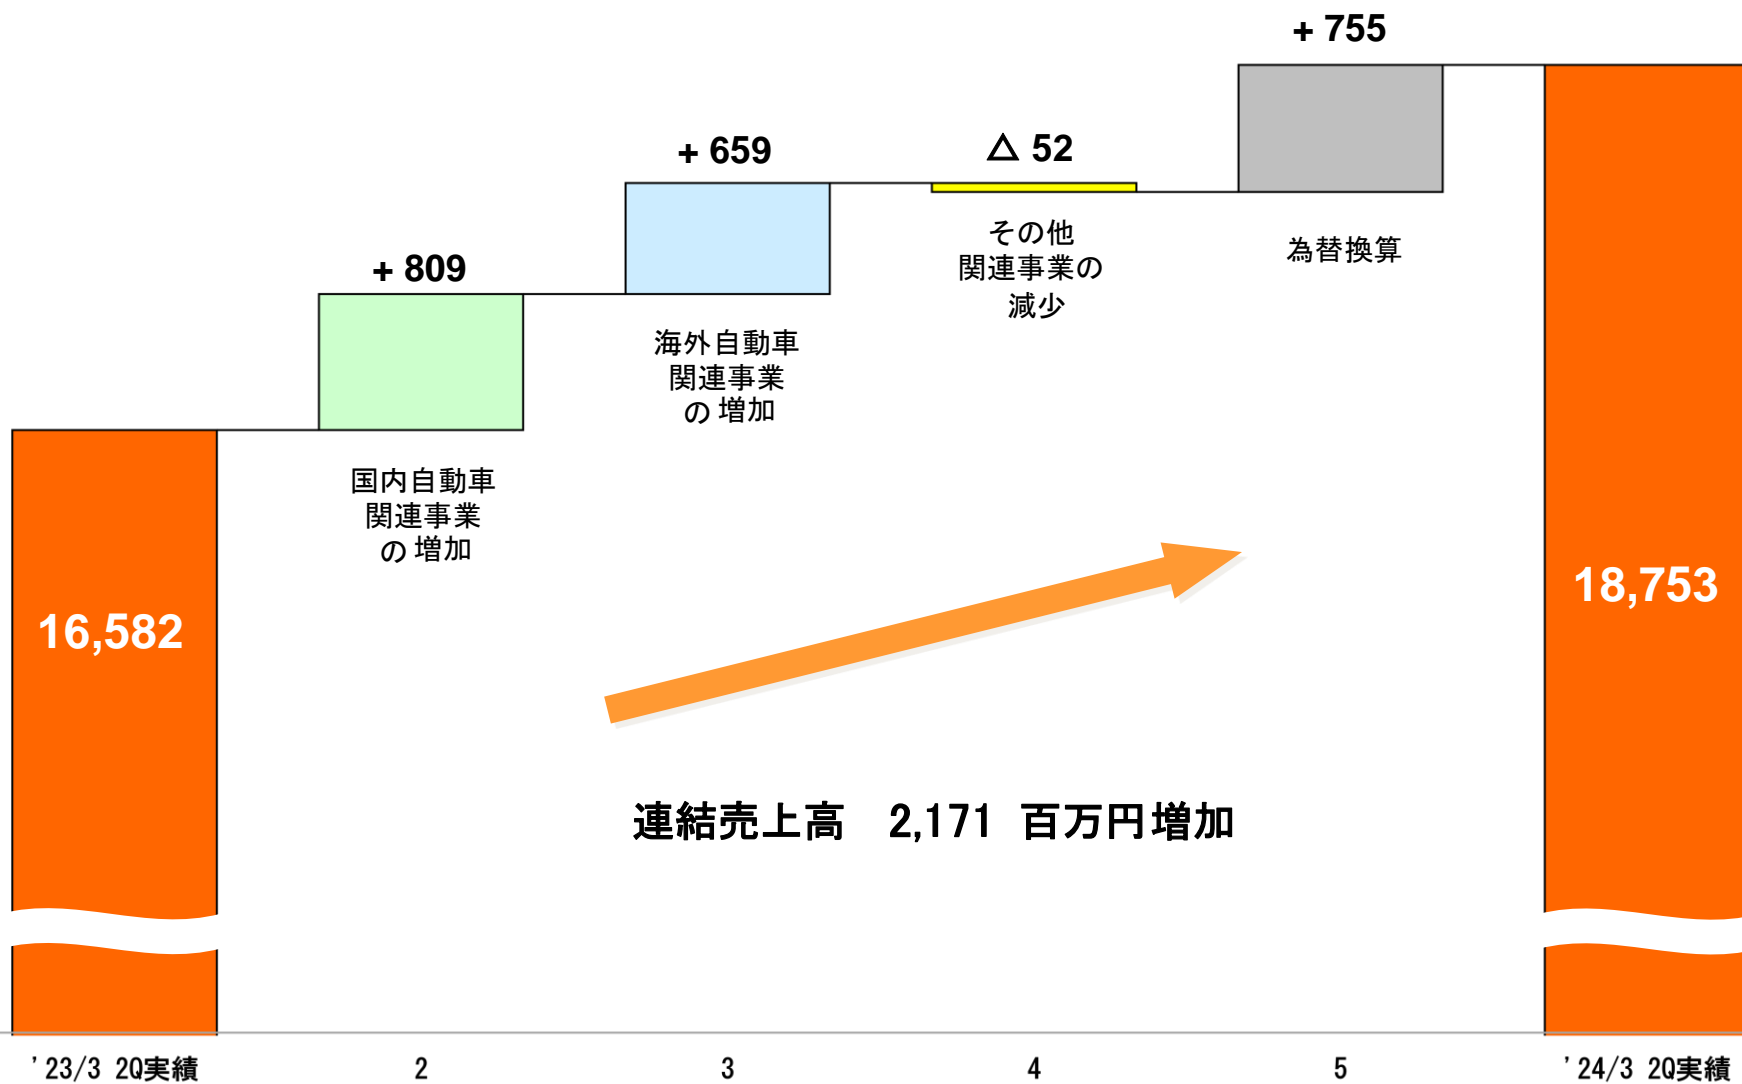 + 755
+ 659
△ 52
+ 809
その他
関連事業の
減少
為替換算
海外自動車
関連事業
の増加
国内自動車
関連事業
の増加
16,582
18,753
連結売上高 2,171 百万円増加
'23/3 2Q実績
2
3
4
5
'24/3 2Q実績